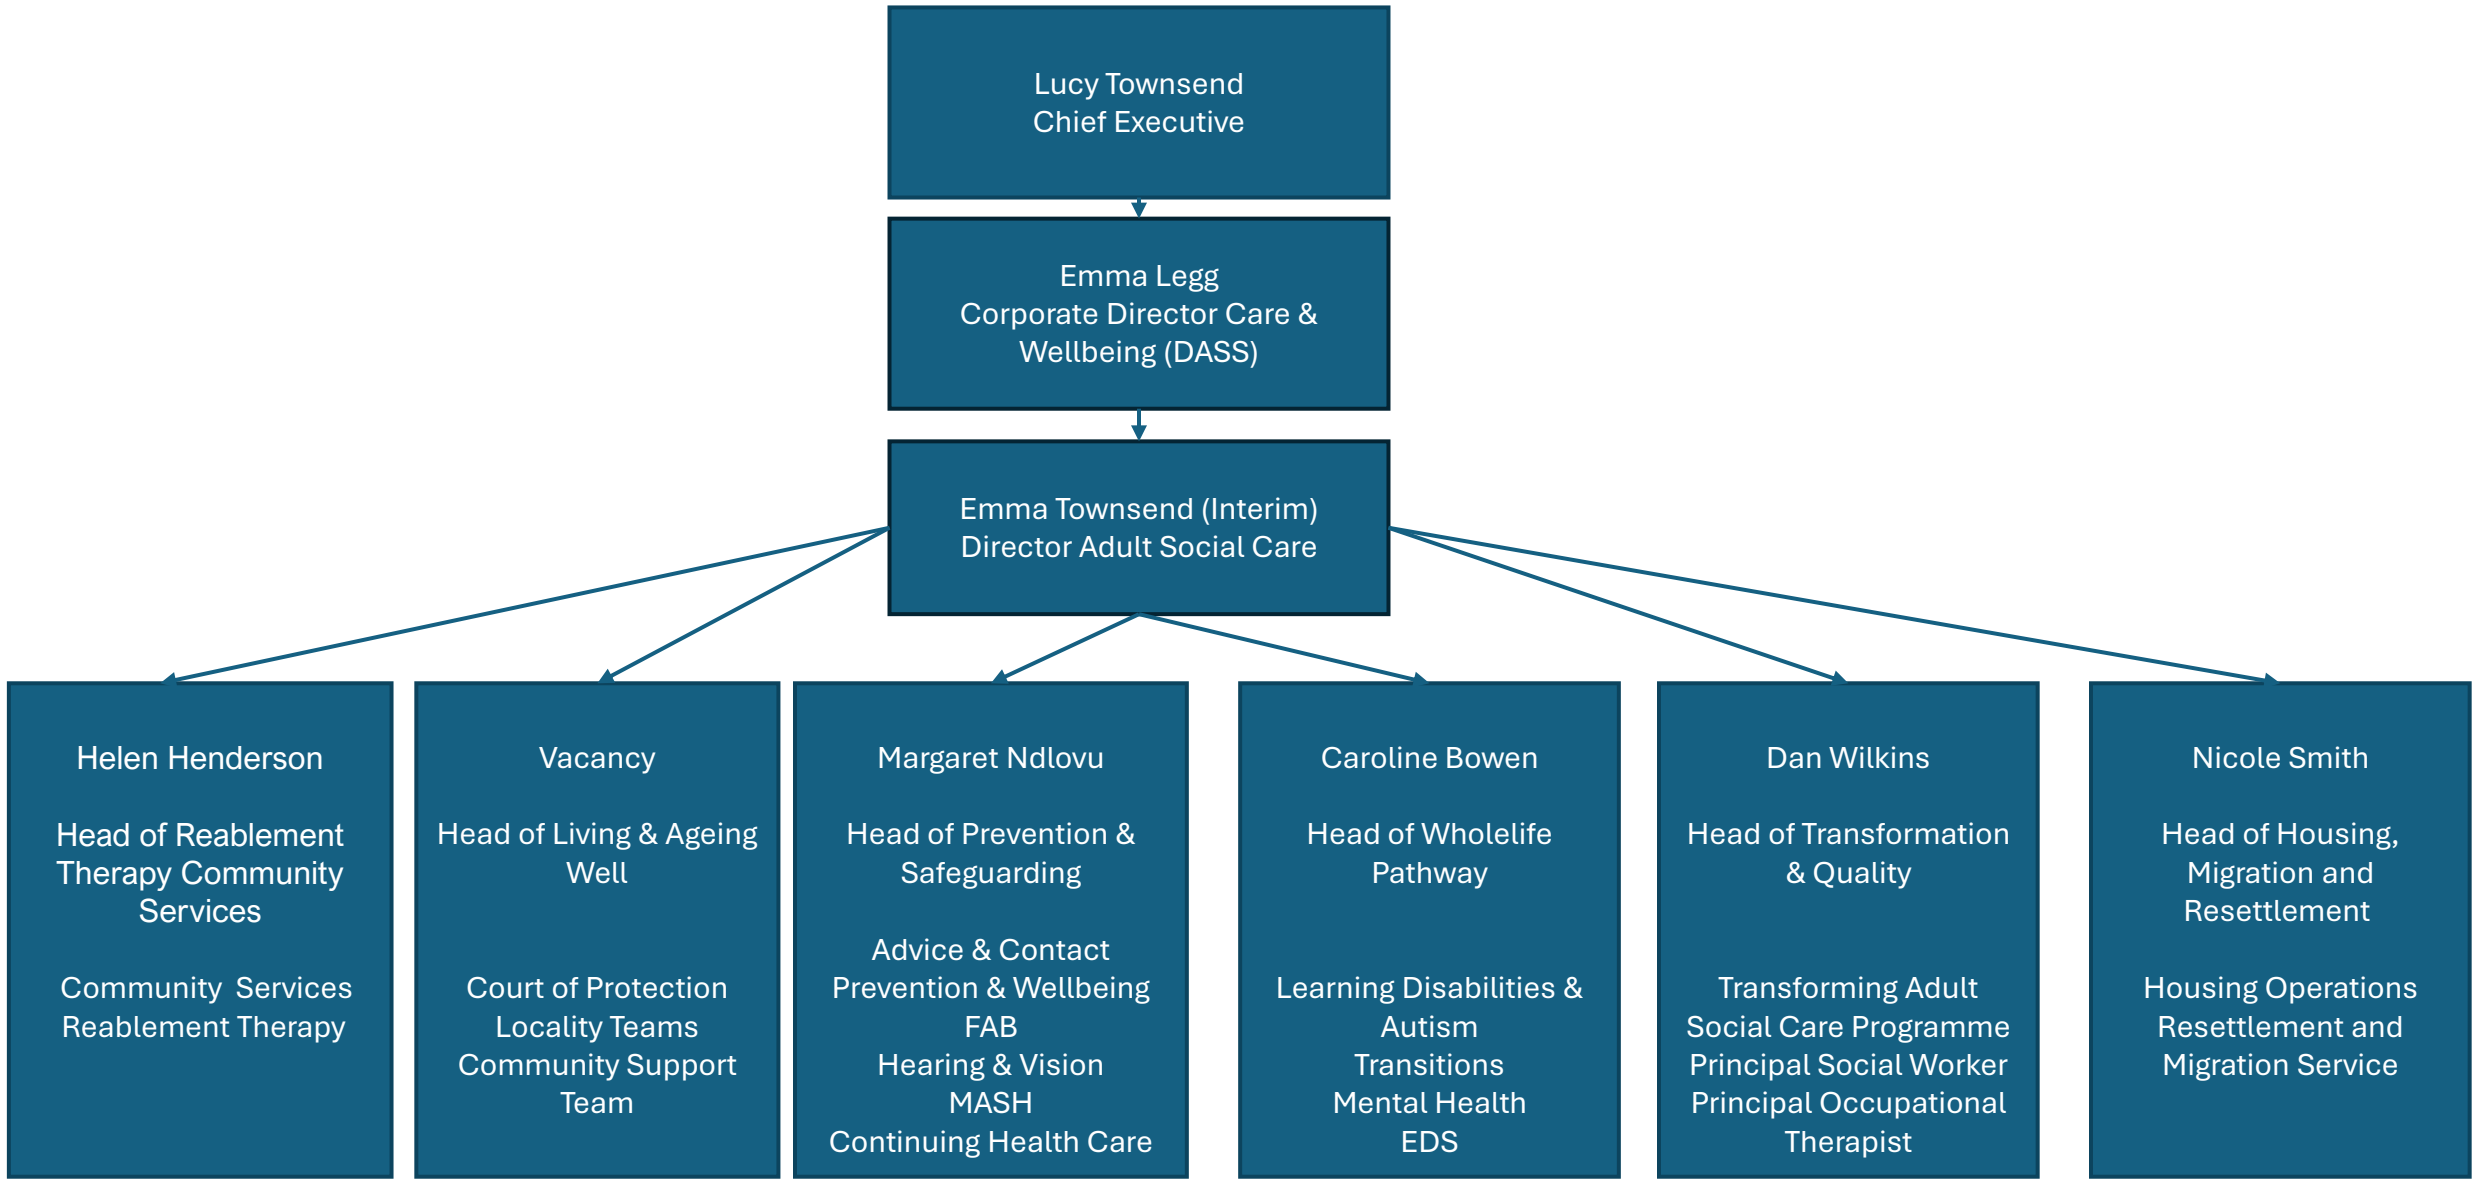 Lucy Townsend
Chief Executive
Emma Legg
Corporate Director Care &
Wellbeing (DASS)
Emma Townsend (Interim)
Director Adult Social Care
Helen Henderson
Head of Reablement
Therapy Community
Services
Community  Services
Reablement Therapy
Vacancy
Head of Living & Ageing
Well
Court of Protection
Locality Teams
Community Support
Team
Margaret Ndlovu
Head of Prevention &
Safeguarding
Advice & Contact
Prevention & Wellbeing
FAB
Hearing & Vision
MASH
Continuing Health Care
Caroline Bowen
Head of Wholelife
Pathway
Learning Disabilities &
Autism
Transitions
Mental Health
EDS
Dan Wilkins
Head of Transformation
& Quality
Transforming Adult
Social Care Programme
Principal Social Worker
Principal Occupational
Therapist
Nicole Smith
Head of Housing,
Migration and
Resettlement
Housing Operations
Resettlement and
Migration Service